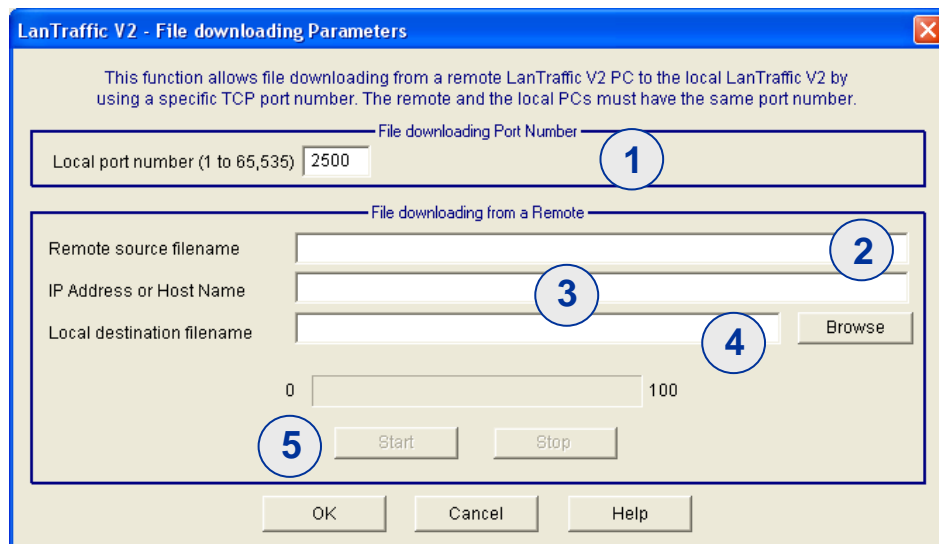 LanTraffic V2 - File downloading Parameters
This function allows file downloading from a remote LanTraffic V2 PC to the local LanTraffic V2 by
using a specific TCP port number. The remote and the local PCs must have the same port number.
File downloading Port Number
Local port number (1 to 65,535) 2500 1
File downloading from a Remote
Remote source filename 2
IP Address or Host Name 3
Local destination filename 4 Browse
0 100
5 Start Stop
OK Cancel Help